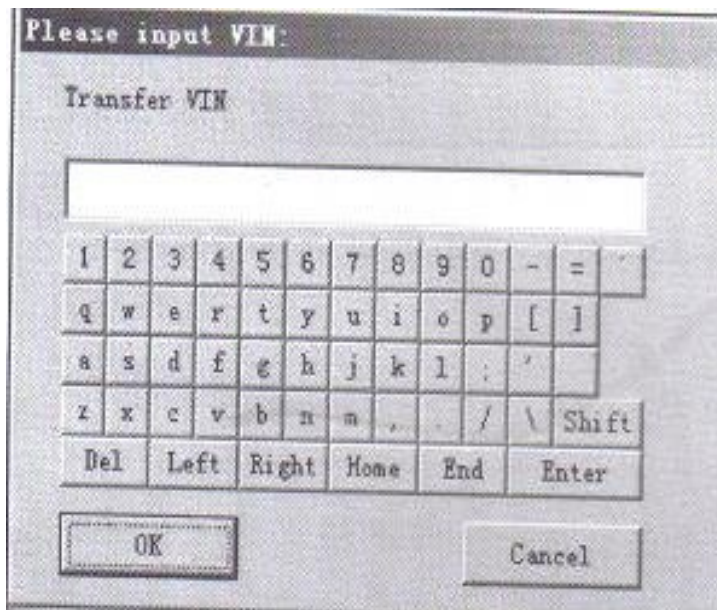 Please input VIN:
Transfer VIN
1 2 3 4 5 6 7 8 9 0 - = `
q w e r t y u i o p [ ]
a s d f g h j k l ; '
z x c v b n m , . / \ Shift
Del Left Right Home End Enter
OK Cancel